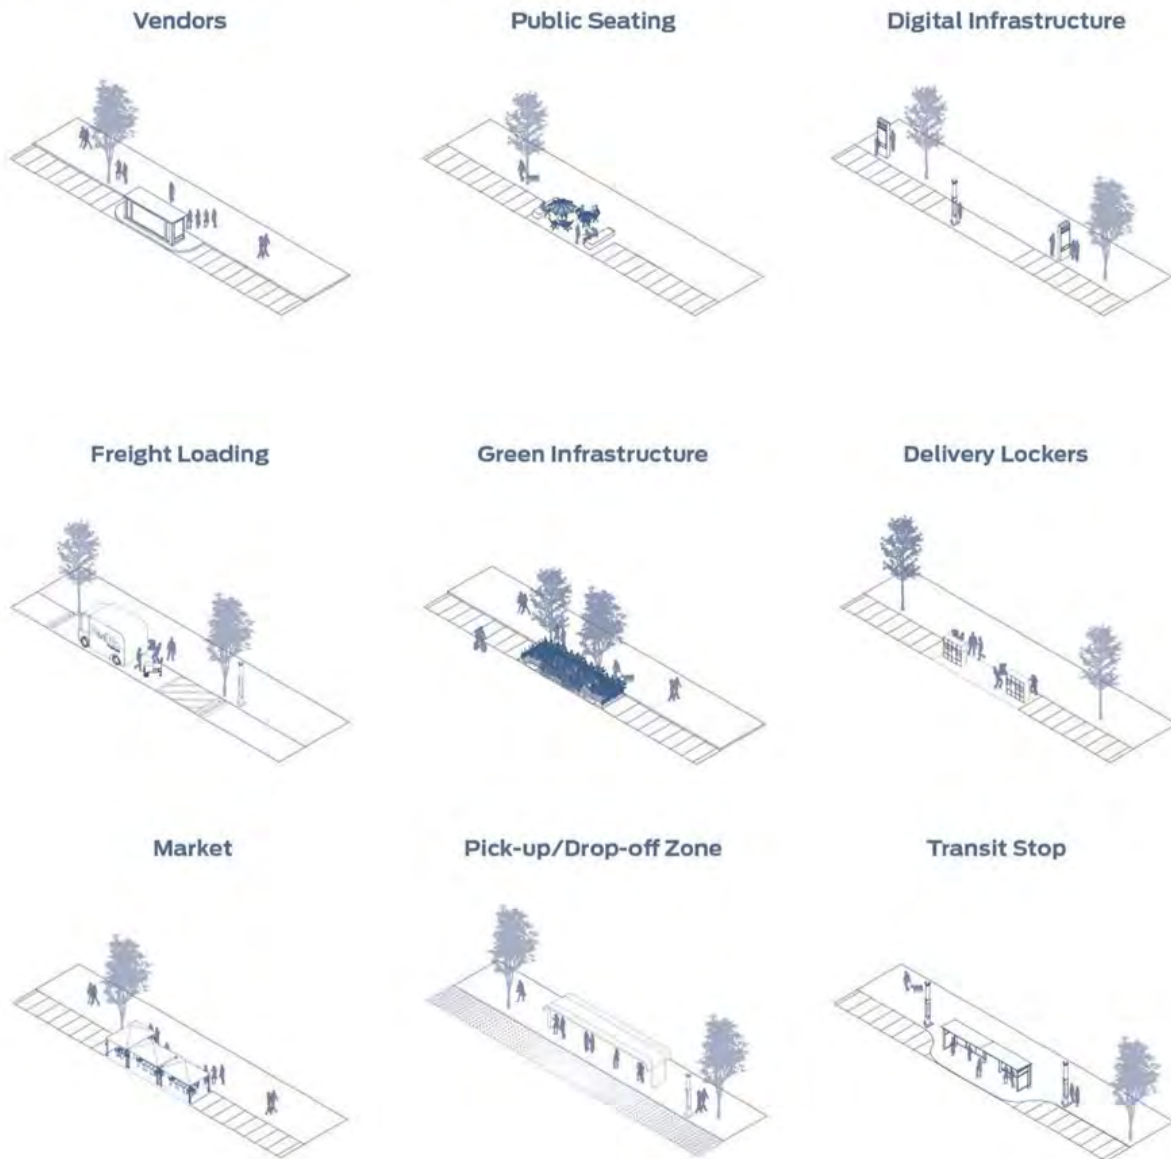 Vendors
Public Seating
Digital Infrastructure
Freight Loading
Green Infrastructure
Delivery Lockers
Market
Pick-up/Drop-off Zone
Transit Stop